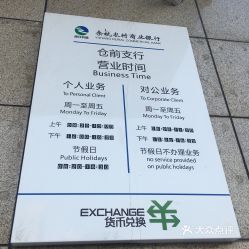 余杭农村商业银行
YUHANG RURAL COMMERCIAL BANK
仓前支行
营业时间
Business Time
个人业务
To Personal Client
周一至周五
Monday To Friday
上午
下午
节假日
Public Holidays
对公业务
To Corporate Client
周一至周五
Monday To Friday
上午
下午
节假日不办理业务
no service provided
on public holidays
EXCHANGE
货币兑换
大众点评